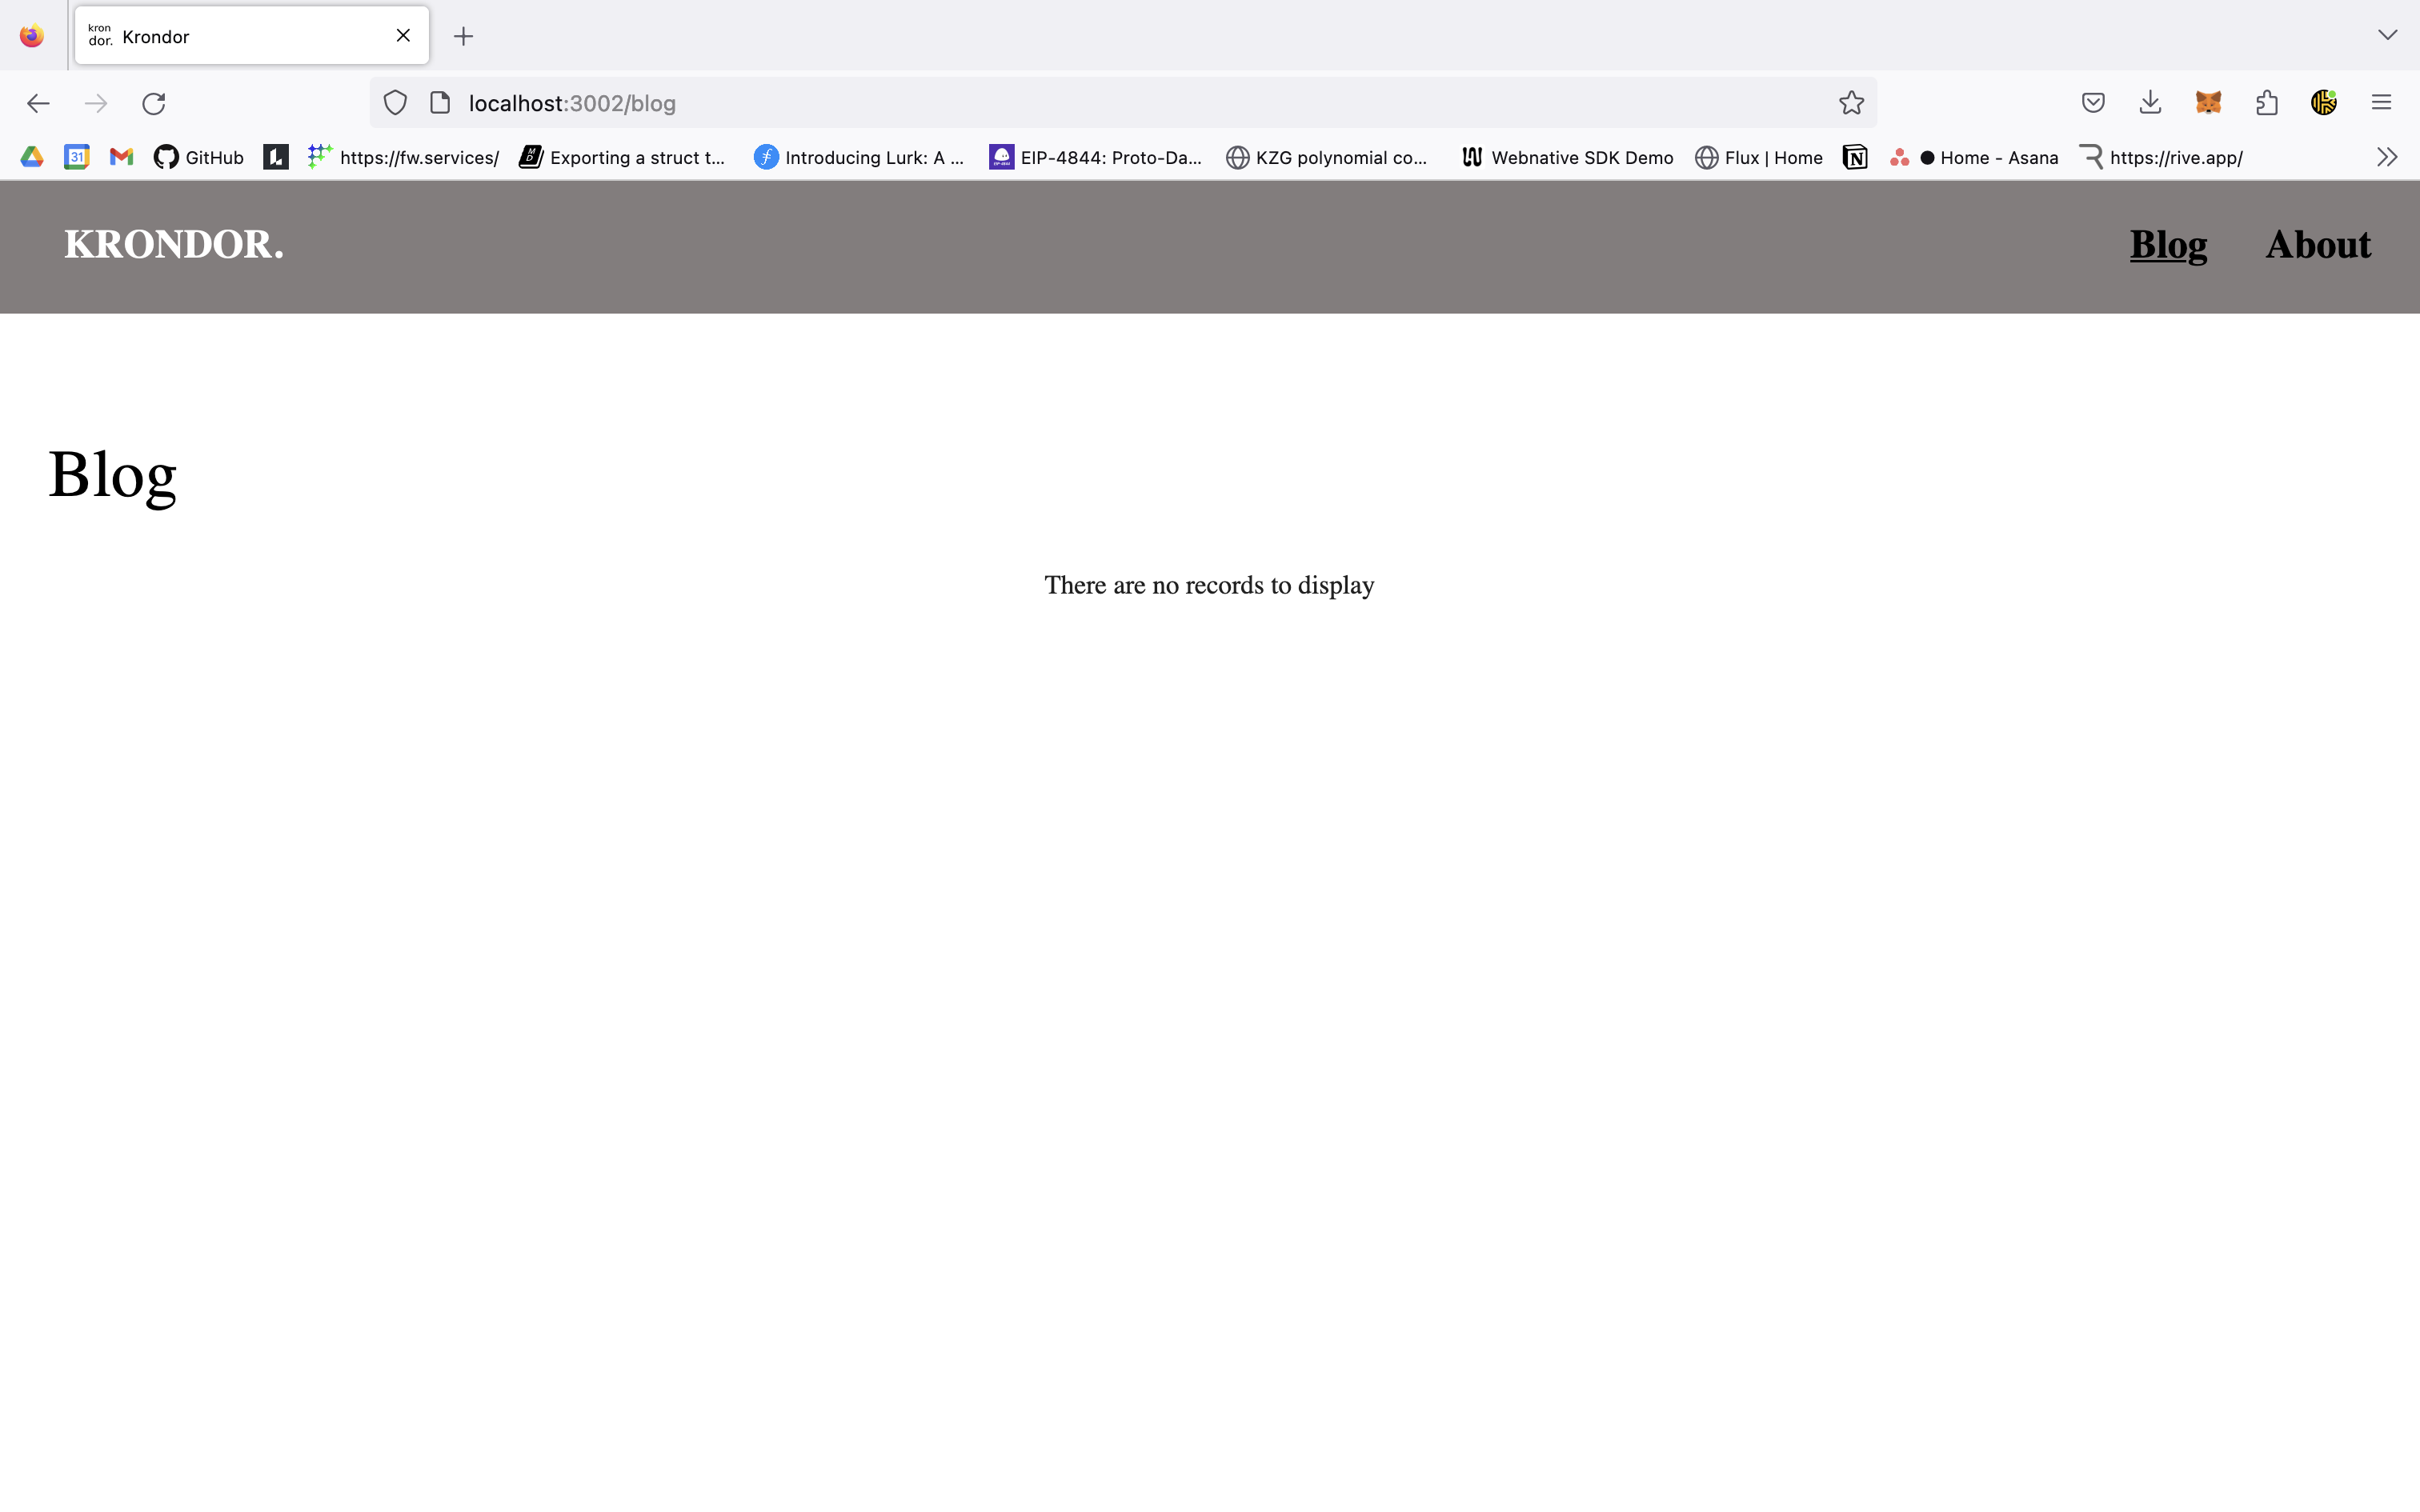 kron
dor.
Krondor
localhost:3002/blog
31
GitHub
https://fw.services/
Exporting a struct t...
Introducing Lurk: A ...
EIP-4844: Proto-Da...
KZG polynomial co...
Webnative SDK Demo
Flux | Home
Home - Asana
https://rive.app/
KRONDOR.
Blog
About
Blog
There are no records to display